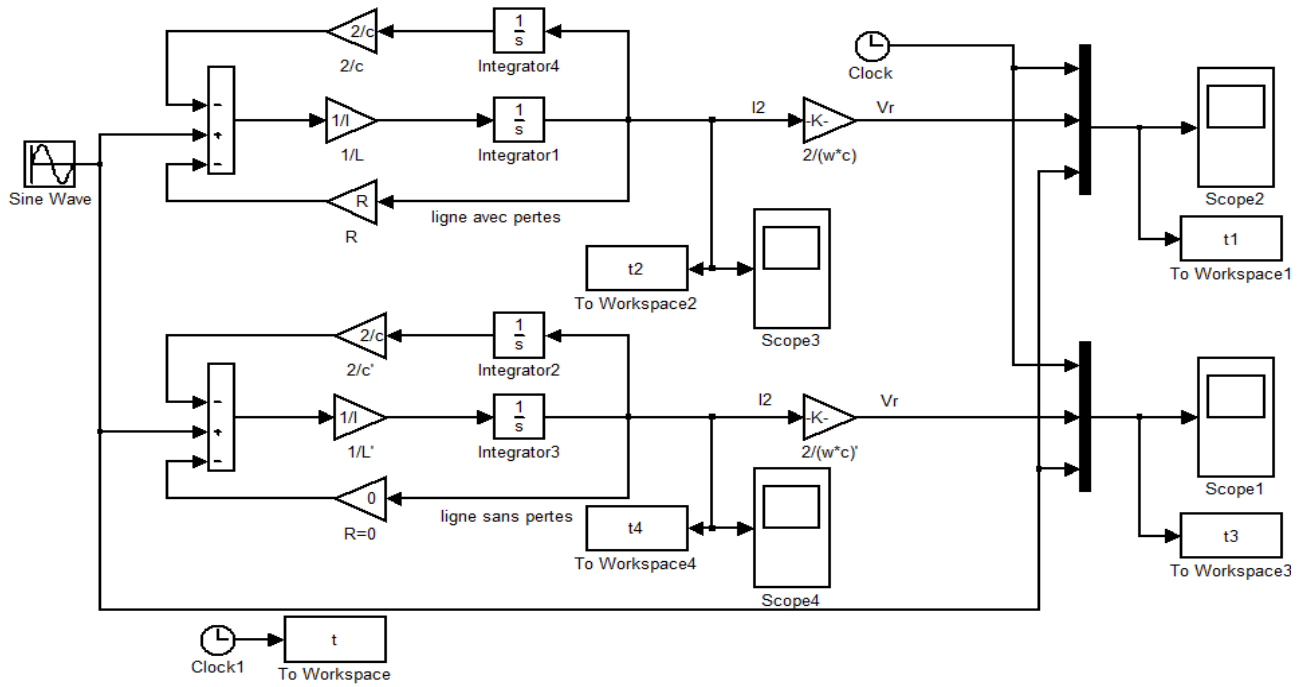 2/c
2/c
1
s
Integrator4
Clock
Scope2
−
+
−
1/l
1/L
1
s
Integrator1
I2
-K-
2/(w*c)
Vr
Sine Wave
R
R
ligne avec pertes
t1
To Workspace1
t2
To Workspace2
Scope3
2/c
2/c'
1
s
Integrator2
−
+
−
1/l
1/L'
1
s
Integrator3
I2
-K-
2/(w*c)'
Vr
Scope1
0
R=0
ligne sans pertes
t4
To Workspace4
Scope4
t3
To Workspace3
Clock1
t
To Workspace